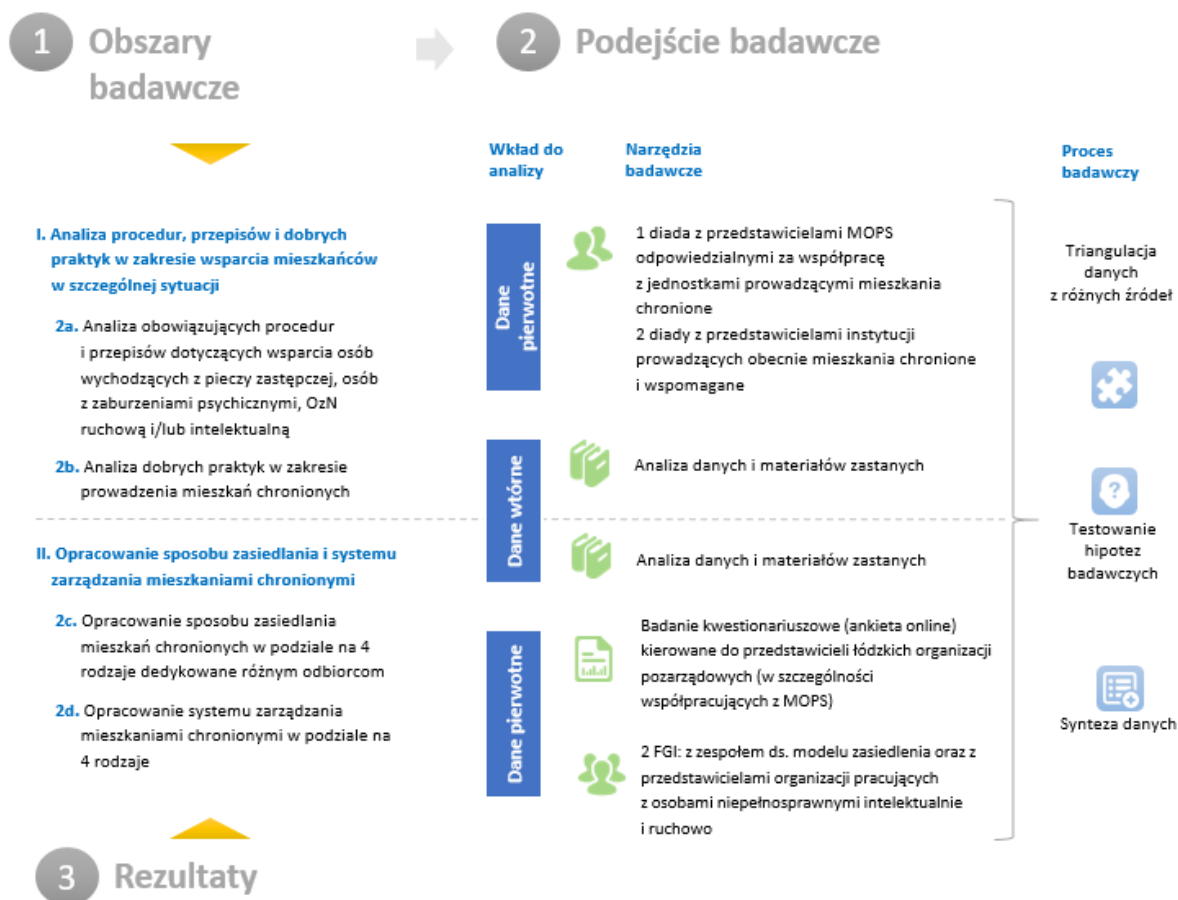 1
Obszary
badawcze
2
Podejście badawcze
I. Analiza procedur, przepisów i dobrych
praktyk w zakresie wsparcia mieszkańców
w szczególnej sytuacji
2a. Analiza obowiązujących procedur
i przepisów dotyczących wsparcia osób
wychodzących z pieczy zastępczej, osób
z zaburzeniami psychicznymi, OzN
ruchową i/lub intelektualną
2b. Analiza dobrych praktyk w zakresie
prowadzenia mieszkań chronionych
II. Opracowanie sposobu zasiedlania i systemu
zarządzania mieszkaniami chronionymi
2c. Opracowanie sposobu zasiedlania
mieszkań chronionych w podziale na 4
rodzaje dedykowane różnym odbiorcom
2d. Opracowanie systemu zarządzania
mieszkaniami chronionymi w podziale na
4 rodzaje
Wkład do
analizy
Narzędzia
badawcze
Dane
pierwotne
1 diada z przedstawicielami MOPS
odpowiedzialnymi za współpracę
z jednostkami prowadzącymi mieszkania
chronione
2 diady z przedstawicielami instytucji
prowadzących obecnie mieszkania chronione
i wspomagane
Dane wtórne
Analiza danych i materiałów zastanych
Analiza danych i materiałów zastanych
Dane pierwotne
Badanie kwestionariuszowe (ankieta online)
kierowane do przedstawicieli łódzkich organizacji
pozarządowych (w szczególności
współpracujących z MOPS)
2 FGI: z zespołem ds. modelu zasiedlenia oraz z
przedstawicielami organizacji pracujących
z osobami niepełnosprawnymi intelektualnie
i ruchowo
Proces
badawczy
Triangulacja
danych
z różnych źródeł
?
Testowanie
hipotez
badawczych
Synteza danych
3
Rezultaty